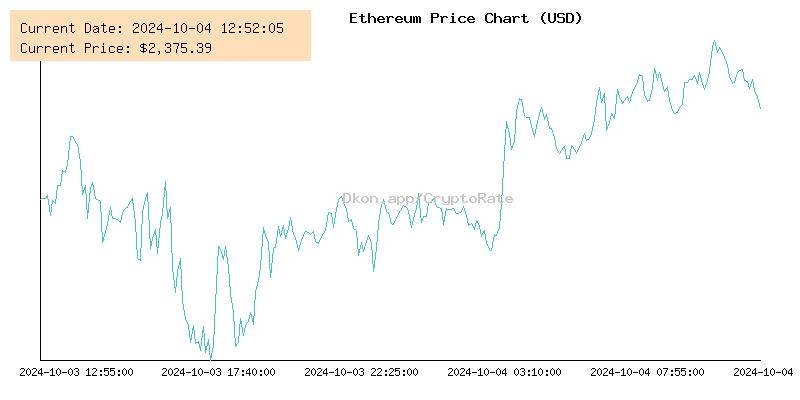 Ethereum Price Chart (USD)
Current Date: 2024-10-04 12:52:05
Current Price: $2,375.39
Dkon.app/CryptoRate
2024-10-03 12:55:00 2024-10-03 17:40:00 2024-10-03 22:25:00 2024-10-04 03:10:00 2024-10-04 07:55:00 2024-10-04